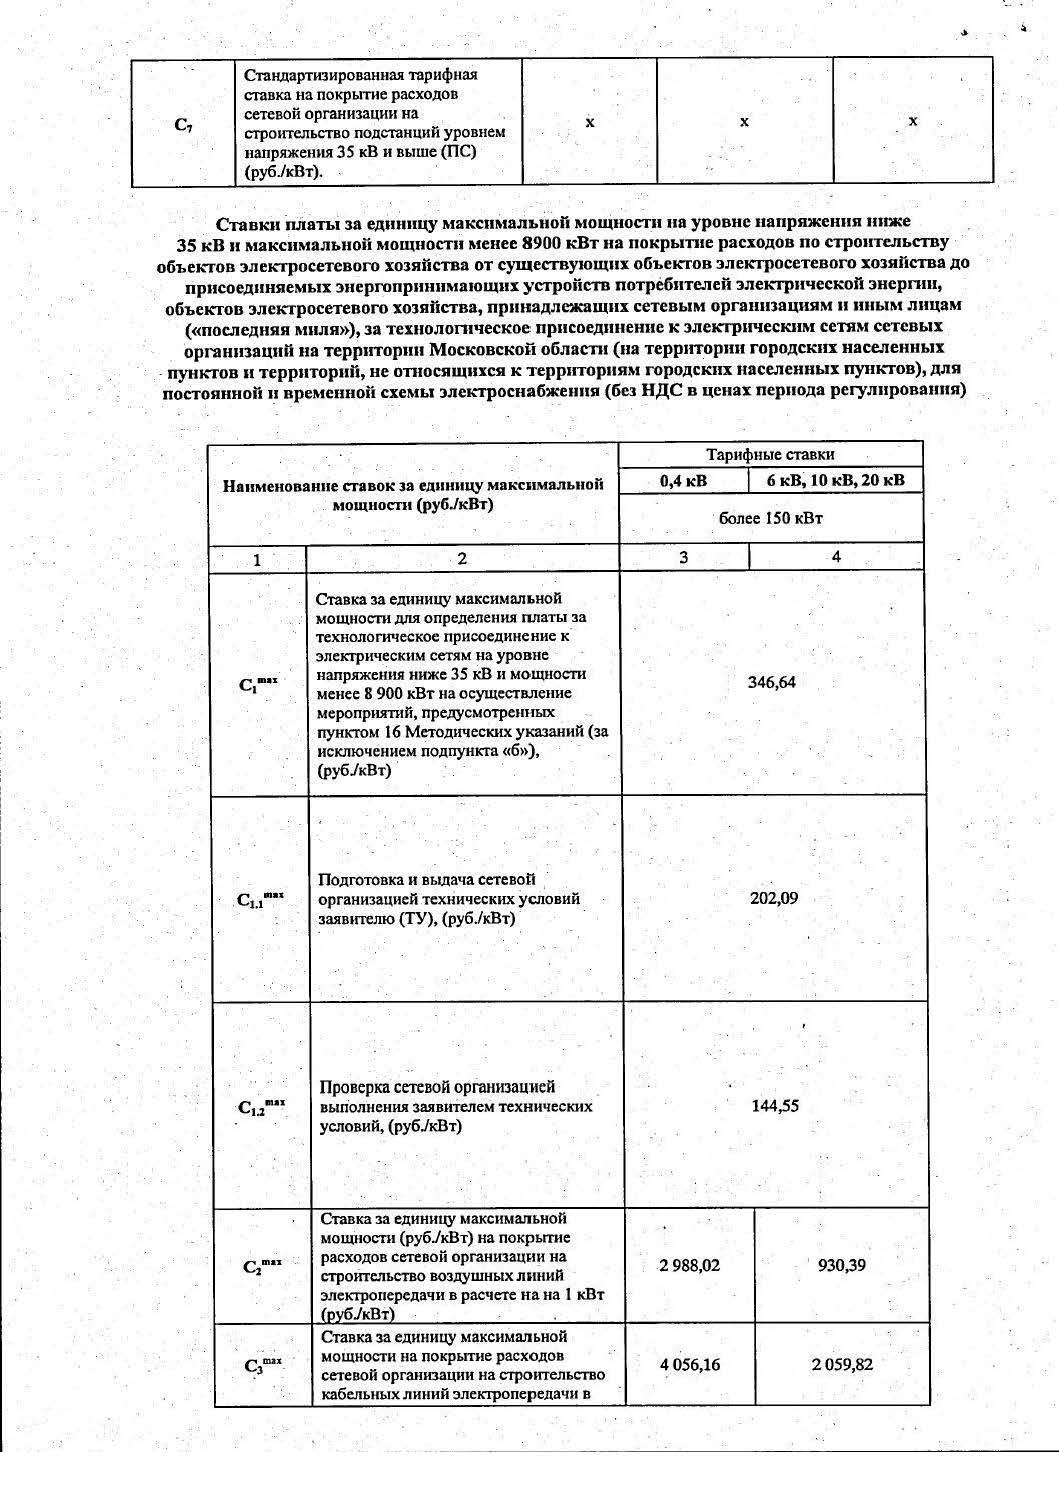 С7
Стандартизированная тарифная
ставка на покрытие расходов
сетевой организации на
строительство подстанций уровнем
напряжения 35 кВ и выше (ПС)
(руб./кВт).
х х х
Ставки платы за единицу максимальной мощности на уровне напряжения ниже
35 кВ и максимальной мощности менее 8900 кВт на покрытие расходов по строительству
объектов электросетевого хозяйства от существующих объектов электросетевого хозяйства до
присоединяемых энергопринимающих устройств потребителей электрической энергии,
объектов электросетевого хозяйства, принадлежащих сетевым организациям и иным лицам
(«последняя миля»), за технологическое присоединение к электрическим сетям сетевых
организаций на территории Московской области (на территории городских населенных
пунктов и территорий, не относящихся к территориям городских населенных пунктов), для
постоянной и временной схемы электроснабжения (без НДС в ценах периода регулирования)
Наименование ставок за единицу максимальной
мощности (руб./кВт)
Тарифные ставки
0,4 кВ 6 кВ, 10 кВ, 20 кВ
более 150 кВт
1 2 3 4
С1max
Ставка за единицу максимальной
мощности для определения платы за
технологическое присоединение к
электрическим сетям на уровне
напряжения ниже 35 кВ и мощности
менее 8 900 кВт на осуществление
мероприятий, предусмотренных
пунктом 16 Методических указаний (за
исключением подпункта «б»),
(руб./кВт)
346,64
С1.1max
Подготовка и выдача сетевой
организацией технических условий
заявителю (ТУ), (руб./кВт)
202,09
С1.2max
Проверка сетевой организацией
выполнения заявителем технических
условий, (руб./кВт)
144,55
С2max
Ставка за единицу максимальной
мощности (руб./кВт) на покрытие
расходов сетевой организации на
строительство воздушных линий
электропередачи в расчете на на 1 кВт
(руб./кВт)
2 988,02 930,39
С3max
Ставка за единицу максимальной
мощности на покрытие расходов
сетевой организации на строительство
кабельных линий электропередачи в
4 056,16 2 059,82